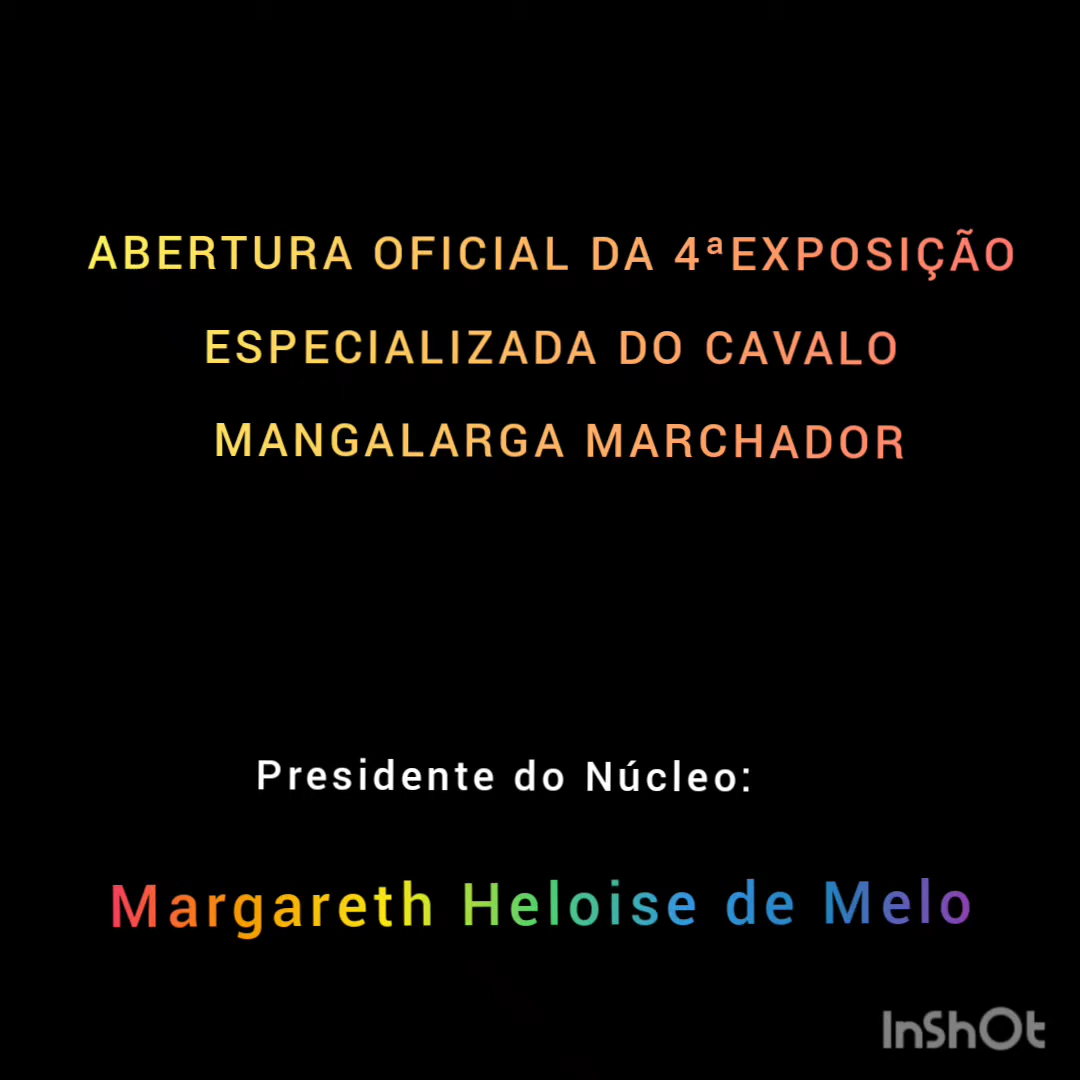 ABERTURA OFICIAL DA 4ªEXPOSIÇÃO
ESPECIALIZADA DO CAVALO
MANGALARGA MARCHADOR
Presidente do Núcleo:
Margareth Heloise de Melo
InShOt